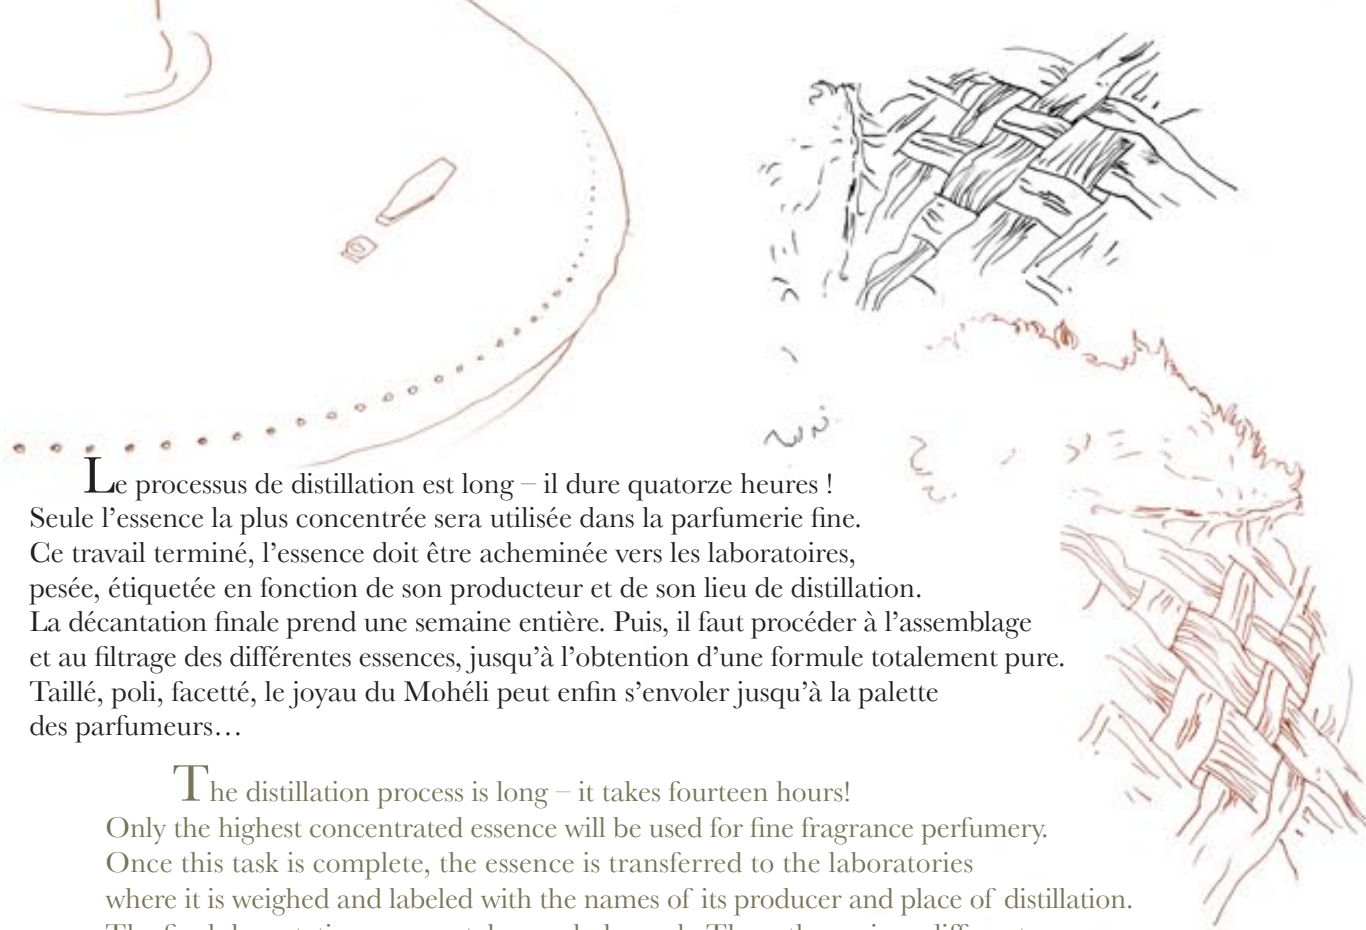 Le processus de distillation est long – il dure quatorze heures !
Seule l’essence la plus concentrée sera utilisée dans la parfumerie fine.
Ce travail terminé, l’essence doit être acheminée vers les laboratoires,
pesée, étiquetée en fonction de son producteur et de son lieu de distillation.
La décantation finale prend une semaine entière. Puis, il faut procéder à l’assemblage
et au filtrage des différentes essences, jusqu’à l’obtention d’une formule totalement pure.
Taillé, poli, facetté, le joyau du Mohéli peut enfin s’envoler jusqu’à la palette
des parfumeurs…
The distillation process is long – it takes fourteen hours!
Only the highest concentrated essence will be used for fine fragrance perfumery.
Once this task is complete, the essence is transferred to the laboratories
where it is weighed and labeled with the names of its producer and place of distillation.